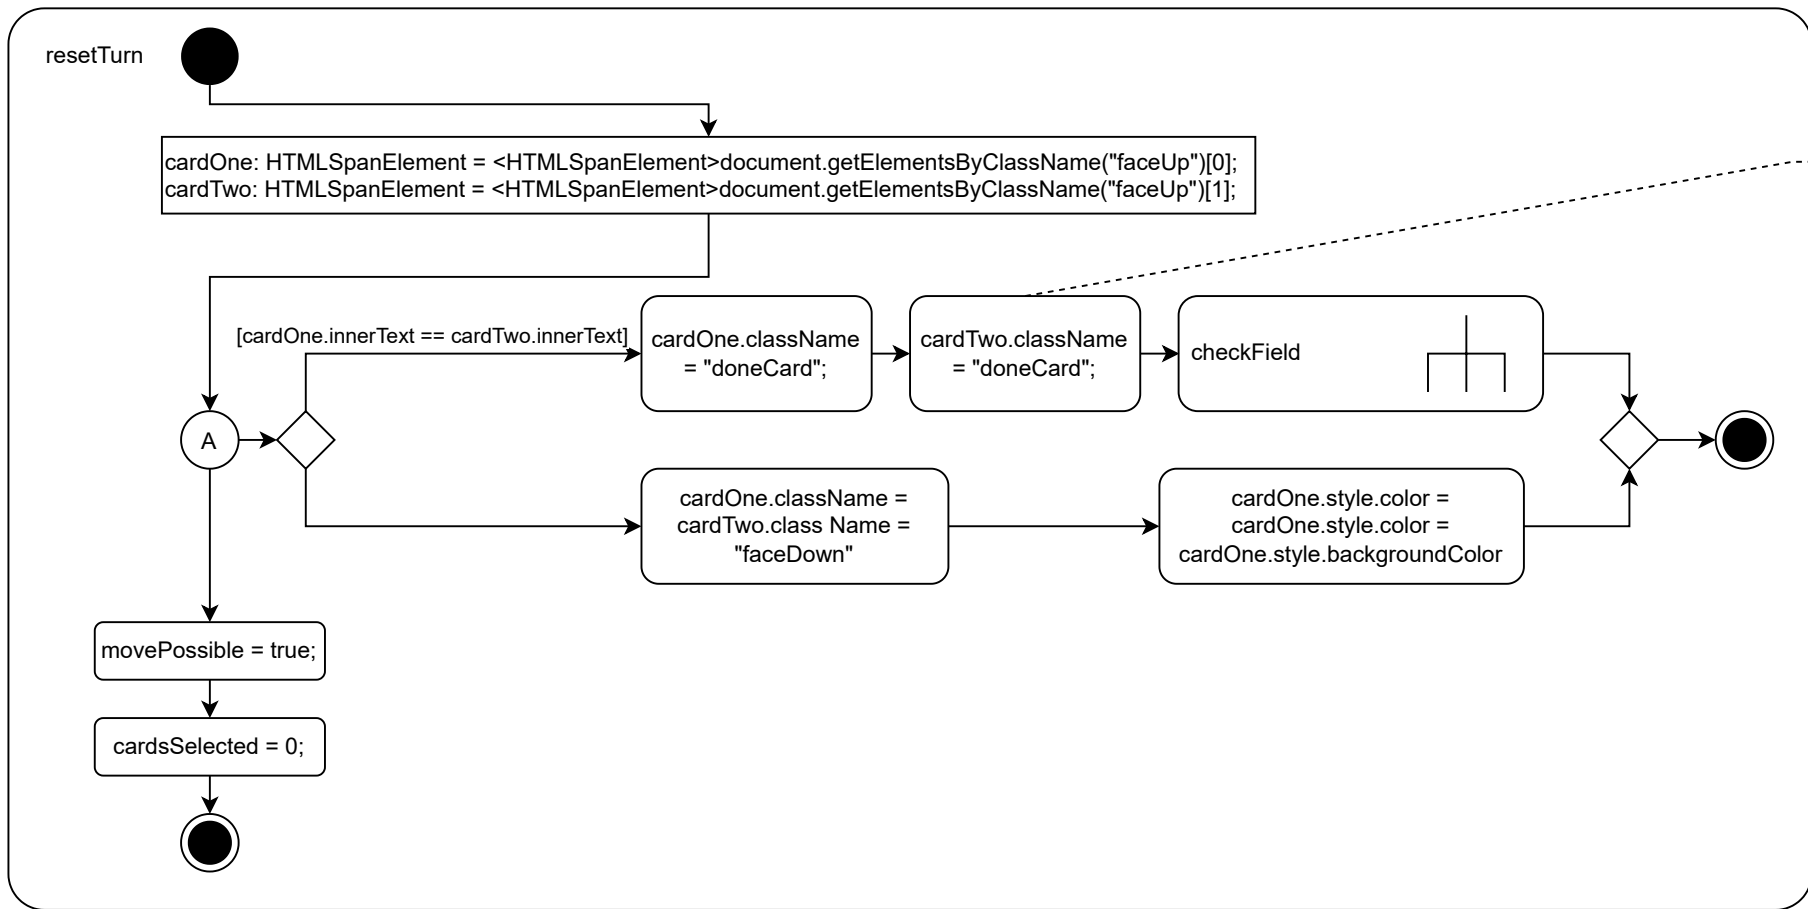 resetTurn
cardOne: HTMLSpanElement = <HTMLSpanElement>document.getElementsByClassName("faceUp")[0];
cardTwo: HTMLSpanElement = <HTMLSpanElement>document.getElementsByClassName("faceUp")[1];
[cardOne.innerText == cardTwo.innerText]
cardOne.className
= "doneCard";
cardTwo.className
= "doneCard";
checkField
A
cardOne.className =
cardTwo.class Name =
"faceDown"
cardOne.style.color =
cardOne.style.color =
cardOne.style.backgroundColor
movePossible = true;
cardsSelected = 0;